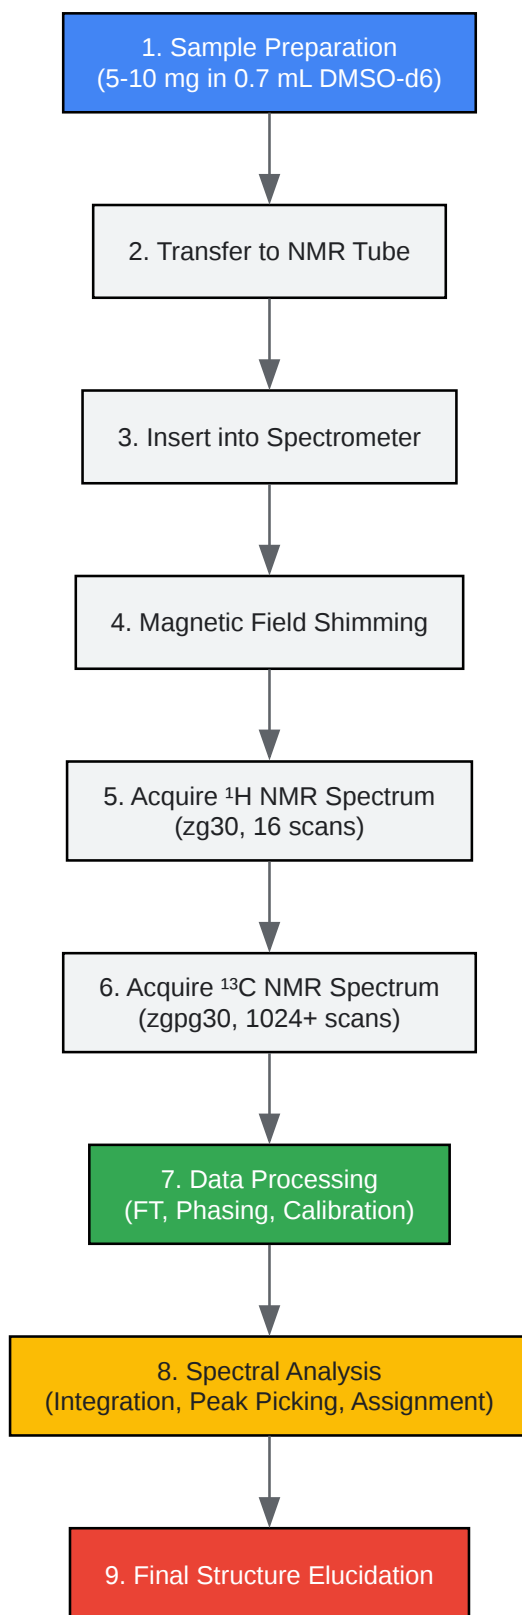 1. Sample Preparation
(5-10 mg in 0.7 mL DMSO-d6)
2. Transfer to NMR Tube
3. Insert into Spectrometer
4. Magnetic Field Shimming
5. Acquire ¹H NMR Spectrum
(zg30, 16 scans)
6. Acquire ¹³C NMR Spectrum
(zgpg30, 1024+ scans)
7. Data Processing
(FT, Phasing, Calibration)
8. Spectral Analysis
(Integration, Peak Picking, Assignment)
9. Final Structure Elucidation